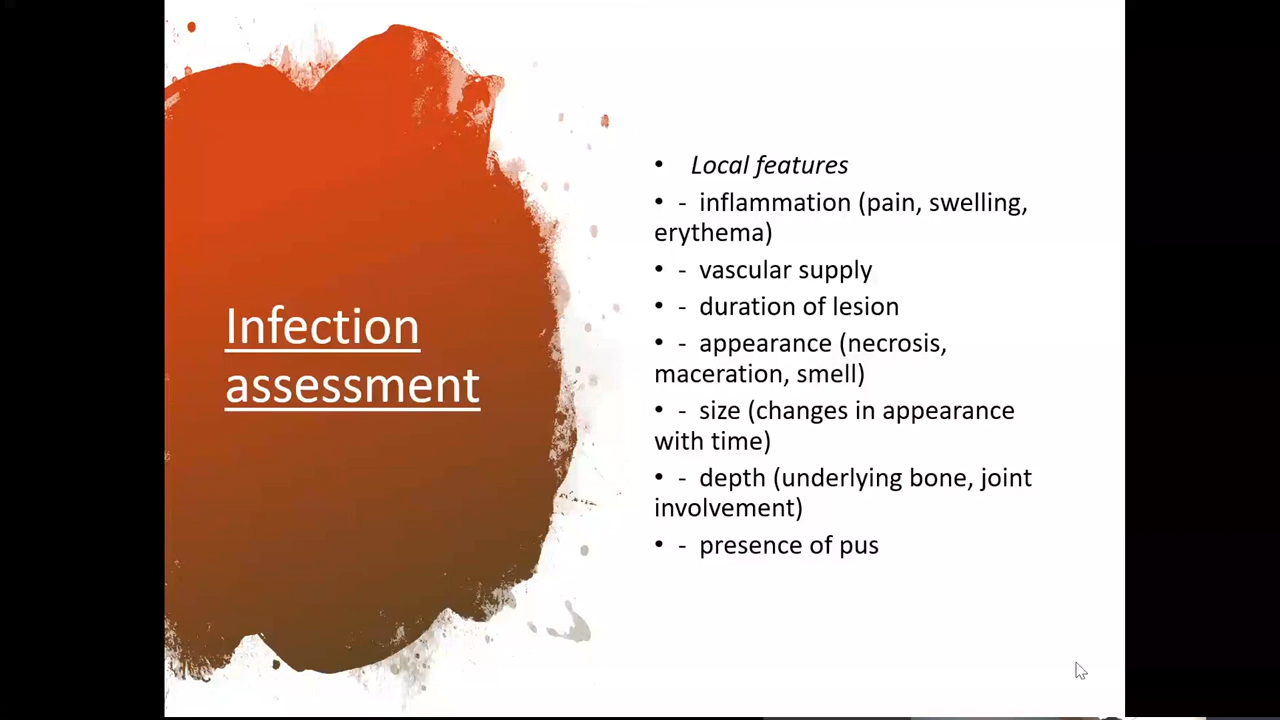 Infection
assessment
• Local features
• - inflammation (pain, swelling,
erythema)
• - vascular supply
• - duration of lesion
• - appearance (necrosis,
maceration, smell)
• - size (changes in appearance
with time)
• - depth (underlying bone, joint
involvement)
• - presence of pus